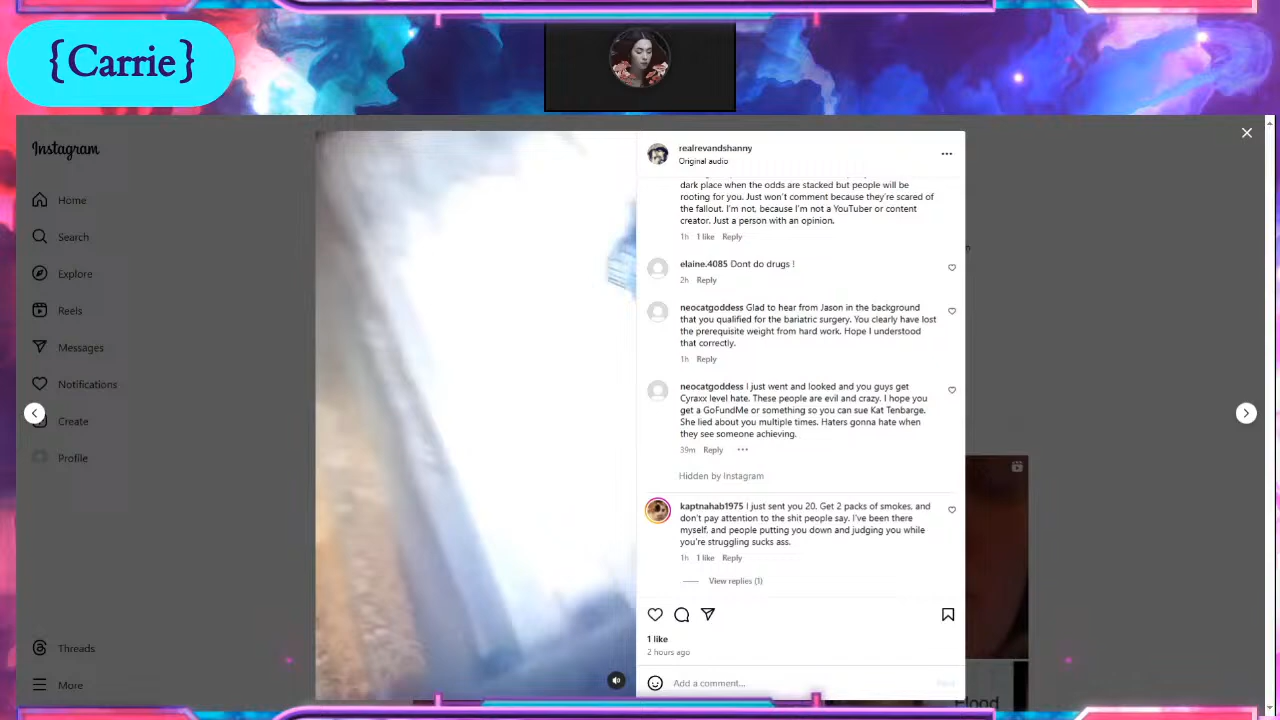 {Carrie}
Instagram
Home
Search
Explore
Reels
Messages
Notifications
Create
Profile
Threads
More
realrevandshanny
Original audio
dark place when the odds are stacked but people will be
rooting for you. Just won't comment because they're scared of
the fallout. I'm not, because I'm not a YouTuber or content
creator. Just a person with an opinion.
1h 1 like Reply
elaine.4085 Dont do drugs !
2h Reply
neocatgoddess Glad to hear from Jason in the background
that you qualified for the bariatric surgery. You clearly have lost
the prerequisite weight from hard work. Hope I understood
that correctly.
1h Reply
neocatgoddess I just went and looked and you guys get
Cyraxx level hate. These people are evil and crazy. I hope you
get a GoFundMe or something so you can sue Kat Tenbarge.
She lied about you multiple times. Haters gonna hate when
they see someone achieving.
39m Reply
Hidden by Instagram
kaptnahab1975 I just sent you 20. Get 2 packs of smokes, and
don't pay attention to the shit people say. I've been there
myself, and people putting you down and judging you while
you're struggling sucks ass.
1h 1 like Reply
View replies (1)
1 like
2 hours ago
Add a comment...